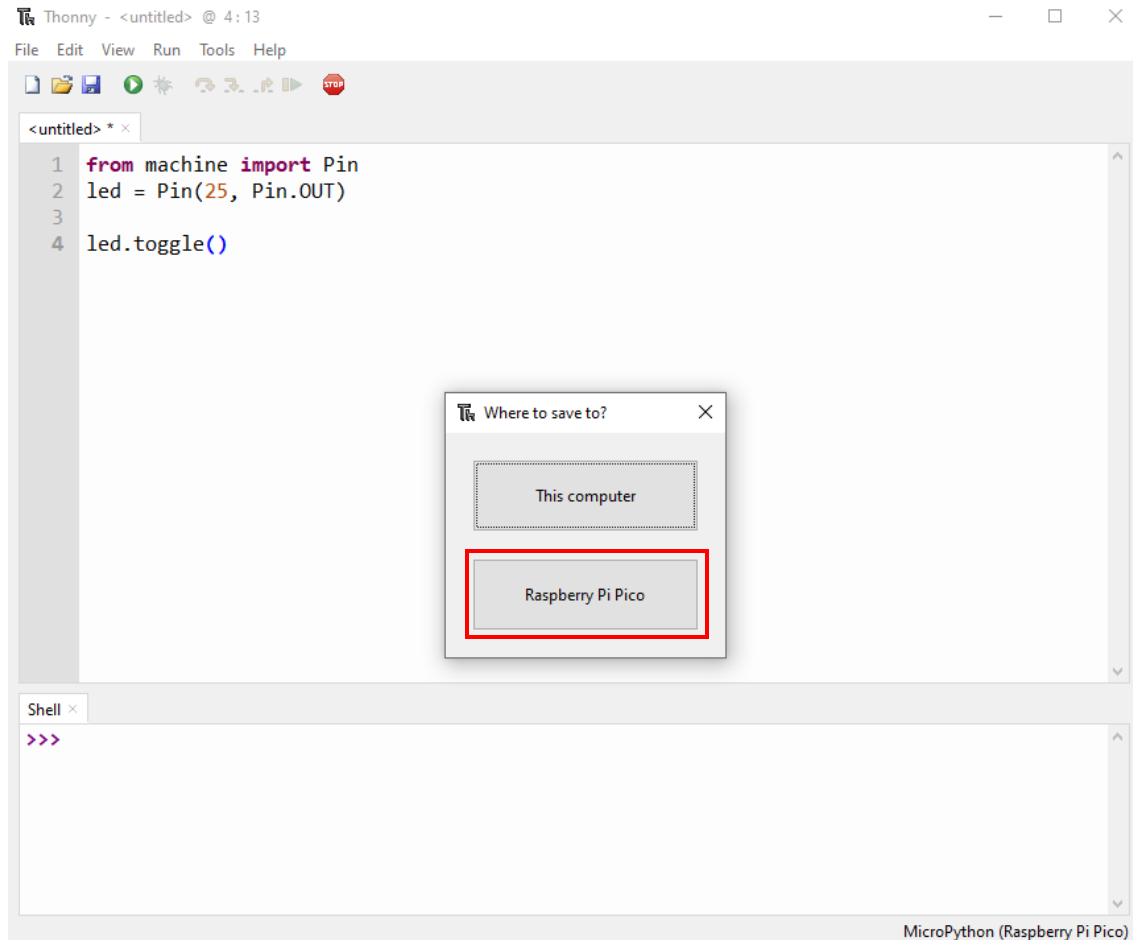 Thonny - <untitled> @ 4:13
File Edit View Run Tools Help
STOP
<untitled> *
1 from machine import Pin
2 led = Pin(25, Pin.OUT)
3
4 led.toggle()
Where to save to?
This computer
Raspberry Pi Pico
Shell
>>>
MicroPython (Raspberry Pi Pico)